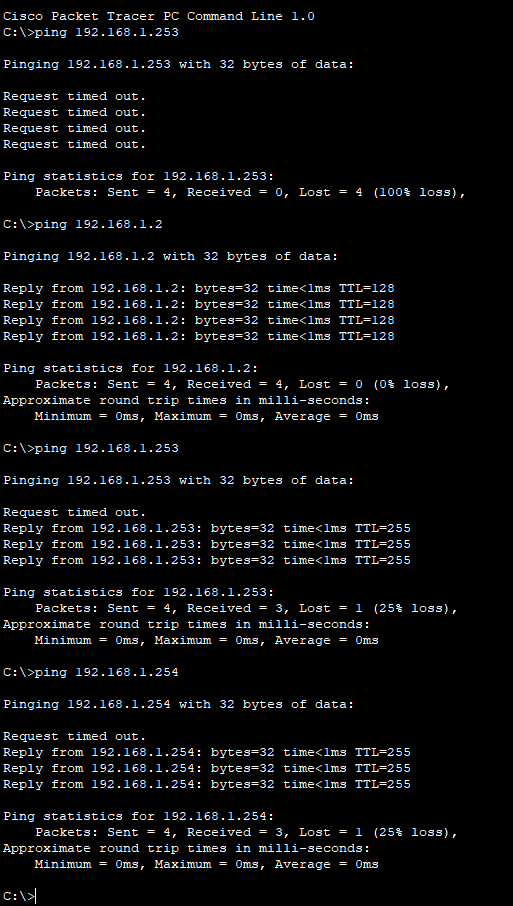 Cisco Packet Tracer PC Command Line 1.0
C:\>ping 192.168.1.253
Pinging 192.168.1.253 with 32 bytes of data:
Request timed out.
Request timed out.
Request timed out.
Request timed out.
Ping statistics for 192.168.1.253:
    Packets: Sent = 4, Received = 0, Lost = 4 (100% loss),
C:\>ping 192.168.1.2
Pinging 192.168.1.2 with 32 bytes of data:
Reply from 192.168.1.2: bytes=32 time<1ms TTL=128
Reply from 192.168.1.2: bytes=32 time<1ms TTL=128
Reply from 192.168.1.2: bytes=32 time<1ms TTL=128
Reply from 192.168.1.2: bytes=32 time<1ms TTL=128
Ping statistics for 192.168.1.2:
    Packets: Sent = 4, Received = 4, Lost = 0 (0% loss),
Approximate round trip times in milli-seconds:
    Minimum = 0ms, Maximum = 0ms, Average = 0ms
C:\>ping 192.168.1.253
Pinging 192.168.1.253 with 32 bytes of data:
Request timed out.
Reply from 192.168.1.253: bytes=32 time<1ms TTL=255
Reply from 192.168.1.253: bytes=32 time<1ms TTL=255
Reply from 192.168.1.253: bytes=32 time<1ms TTL=255
Ping statistics for 192.168.1.253:
    Packets: Sent = 4, Received = 3, Lost = 1 (25% loss),
Approximate round trip times in milli-seconds:
    Minimum = 0ms, Maximum = 0ms, Average = 0ms
C:\>ping 192.168.1.254
Pinging 192.168.1.254 with 32 bytes of data:
Request timed out.
Reply from 192.168.1.254: bytes=32 time<1ms TTL=255
Reply from 192.168.1.254: bytes=32 time<1ms TTL=255
Reply from 192.168.1.254: bytes=32 time<1ms TTL=255
Ping statistics for 192.168.1.254:
    Packets: Sent = 4, Received = 3, Lost = 1 (25% loss),
Approximate round trip times in milli-seconds:
    Minimum = 0ms, Maximum = 0ms, Average = 0ms
C:\>